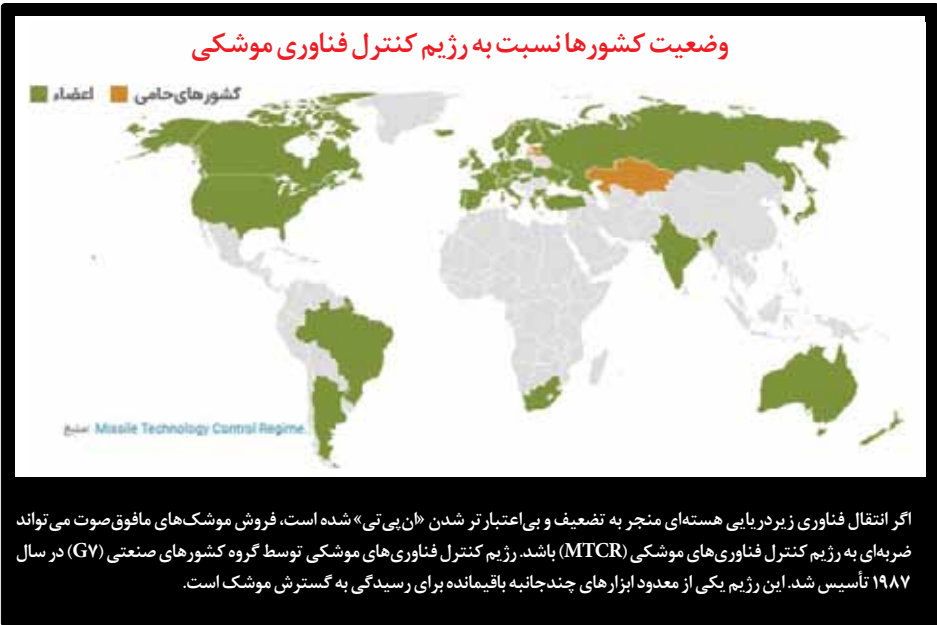 وضعیت کشورها نسبت به رژیم کنترل فناوری موشکی
کشورهای‌حامی اعضاء
منبع: Missile Technology Control Regime.
اگر انتقال فناوری زیردریایی هسته‌ای منجر به تضعیف و بی‌اعتبارتر شدن «ان‌پی‌تی» شده است، فروش موشک‌های مافوق‌صوت می‌تواند
ضربه‌ای به رژیم کنترل فناوری‌های موشکی (MTCR) باشد. رژیم کنترل فناوری‌های موشکی توسط گروه کشورهای صنعتی (G۷) در سال
۱۹۸۷ تأسیس شد. این رژیم یکی از معدود ابزارهای چندجانبه باقیمانده برای رسیدگی به گسترش موشک است.